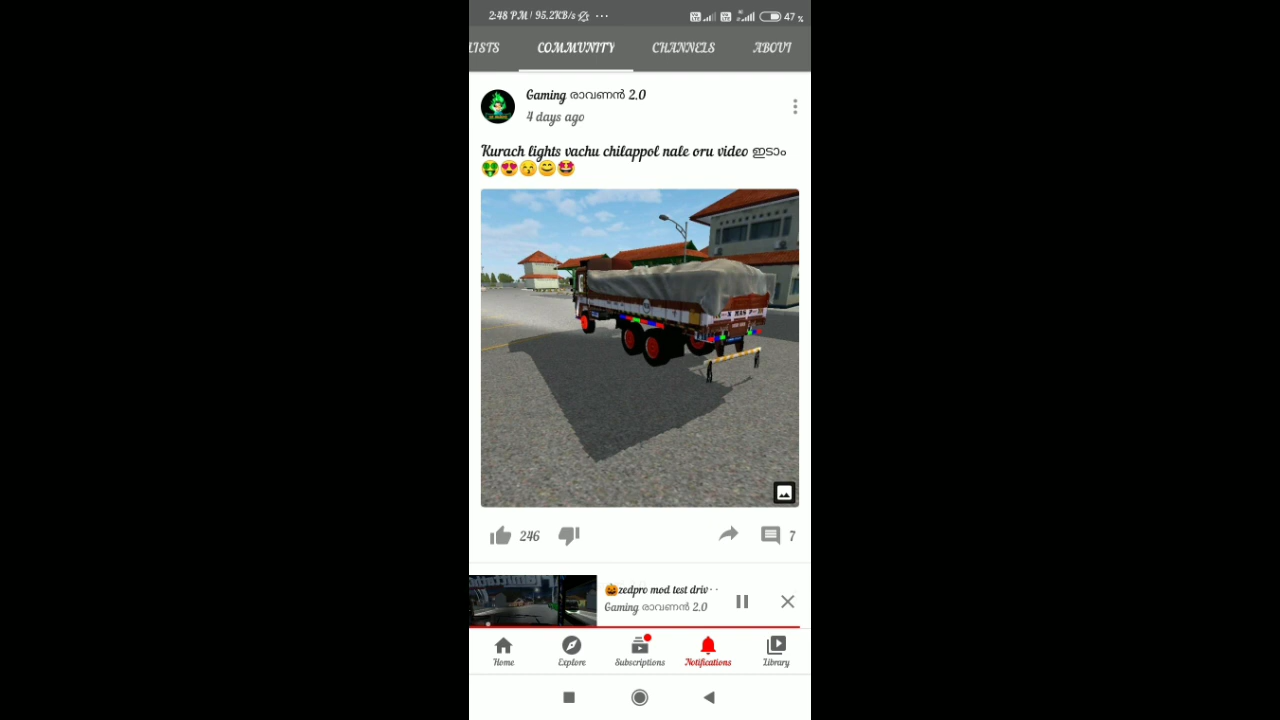 2:48 PM | 95.2KB/s ...
47 %
LISTS COMMUNITY CHANNELS ABOUT
Gaming രാവണൻ 2.0
4 days ago
Kurach lights vachu chilappol nale oru video ഇടാം
🤑😍😚😊🤩
246
7
🎃zedpro mod test driv··
Gaming രാവണൻ 2.0
Home Explore Subscriptions Notifications Library